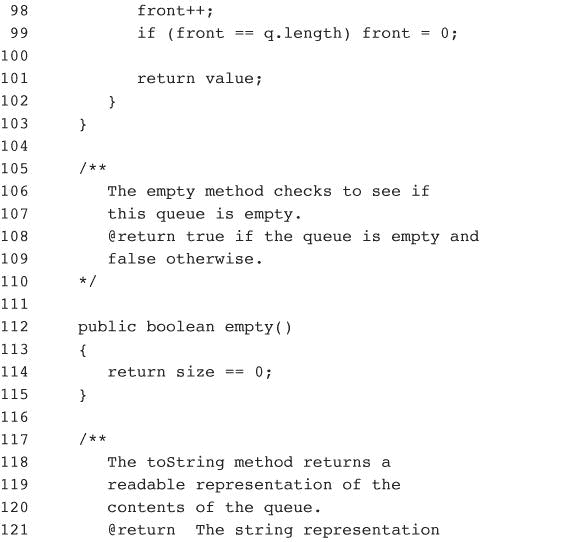 98 front++;
99 if (front == q.length) front = 0;
100
101 return value;
102 }
103 }
104
105 /**
106 The empty method checks to see if
107 this queue is empty.
108 @return true if the queue is empty and
109 false otherwise.
110 */
111
112 public boolean empty()
113 {
114 return size == 0;
115 }
116
117 /**
118 The toString method returns a
119 readable representation of the
120 contents of the queue.
121 @return The string representation